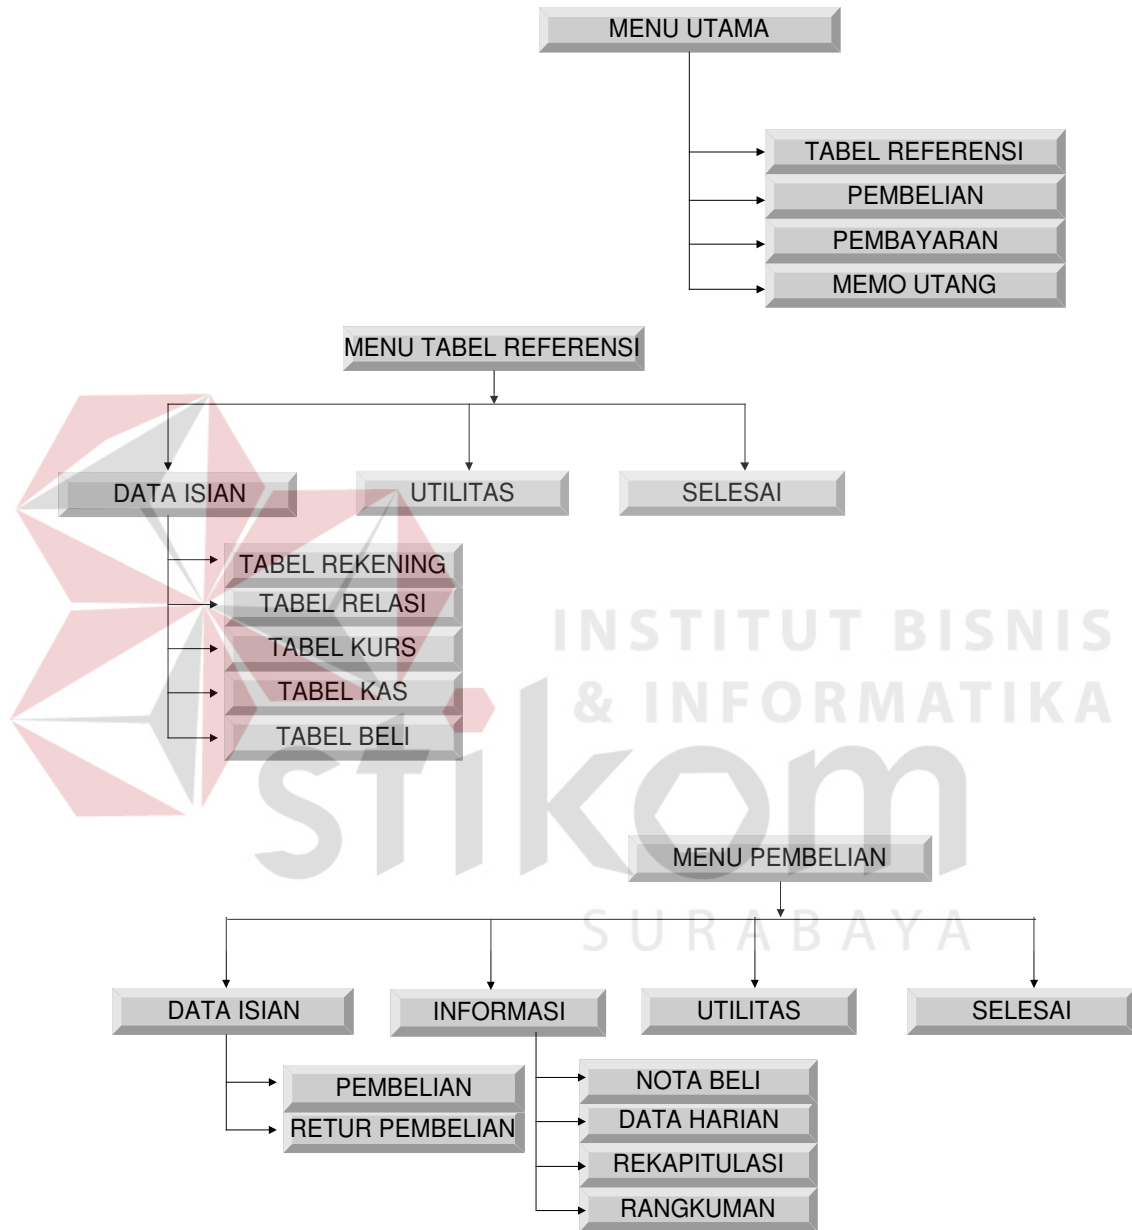 MENU UTAMA
TABEL REFERENSI
PEMBELIAN
PEMBAYARAN
MEMO UTANG
MENU TABEL REFERENSI
DATA ISIAN
UTILITAS
SELESAI
TABEL REKENING
TABEL RELASI
TABEL KURS
TABEL KAS
TABEL BELI
INSTITUT BISNIS
& INFORMATIKA
stikom
SURABAYA
MENU PEMBELIAN
DATA ISIAN
INFORMASI
UTILITAS
SELESAI
PEMBELIAN
RETUR PEMBELIAN
NOTA BELI
DATA HARIAN
REKAPITULASI
RANGKUMAN